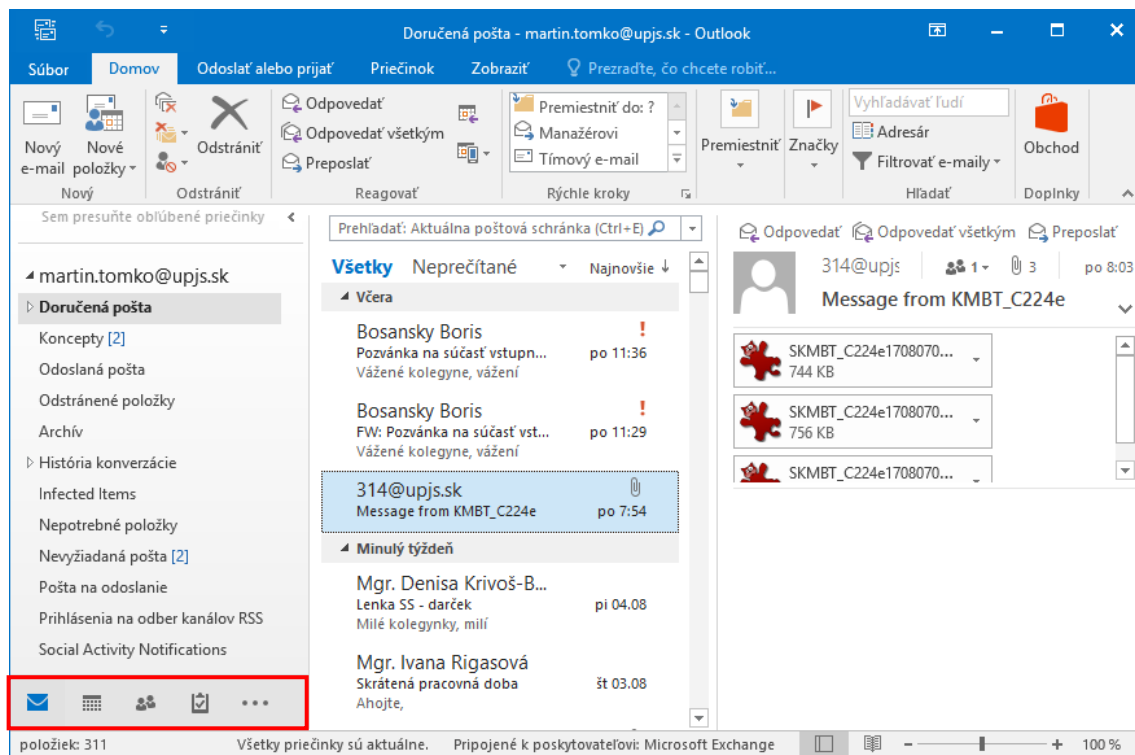 Doručená pošta - martin.tomko@upjs.sk - Outlook
Súbor Domov Odoslať alebo prijať Priečinok Zobraziť Prezraďte, čo chcete robiť...
Nový e-mail
Nové položky
Nový
Odstrániť
Odstrániť
Odpovedať
Odpovedať všetkým
Preposlať
Reagovať
Premiestniť do: ?
Manažérovi
Tímový e-mail
Rýchle kroky
Premiestniť
Značky
Vyhľadávať ľudí
Adresár
Filtrovať e-maily
Hľadať
Obchod
Doplnky
Sem presuňte obľúbené priečinky
martin.tomko@upjs.sk
Doručená pošta
Koncepty [2]
Odoslaná pošta
Odstránené položky
Archív
História konverzácie
Infected Items
Nepotrebné položky
Nevyžiadaná pošta [2]
Pošta na odoslanie
Prihlásenia na odber kanálov RSS
Social Activity Notifications
Prehľadať: Aktuálna poštová schránka (Ctrl+E)
Všetky Neprečítané Najnovšie
Včera
Bosansky Boris
Pozvánka na súčasť vstupn... po 11:36
Vážené kolegyne, vážení
Bosansky Boris
FW: Pozvánka na súčasť vst... po 11:29
Vážené kolegyne, vážení
314@upjs.sk
Message from KMBT_C224e po 7:54
Minulý týždeň
Mgr. Denisa Krivoš-B...
Lenka SS - darček pi 04.08
Milé kolegynky, milí
Mgr. Ivana Rigasová
Skrátená pracovná doba št 03.08
Ahojte,
Odpovedať Odpovedať všetkým Preposlať
314@upjs 1 3 po 8:03
Message from KMBT_C224e
SKMBT_C224e1708070...
744 KB
SKMBT_C224e1708070...
756 KB
SKMBT_C224e1708070...
položiek: 311 Všetky priečinky sú aktuálne. Pripojené k poskytovateľovi: Microsoft Exchange 100 %